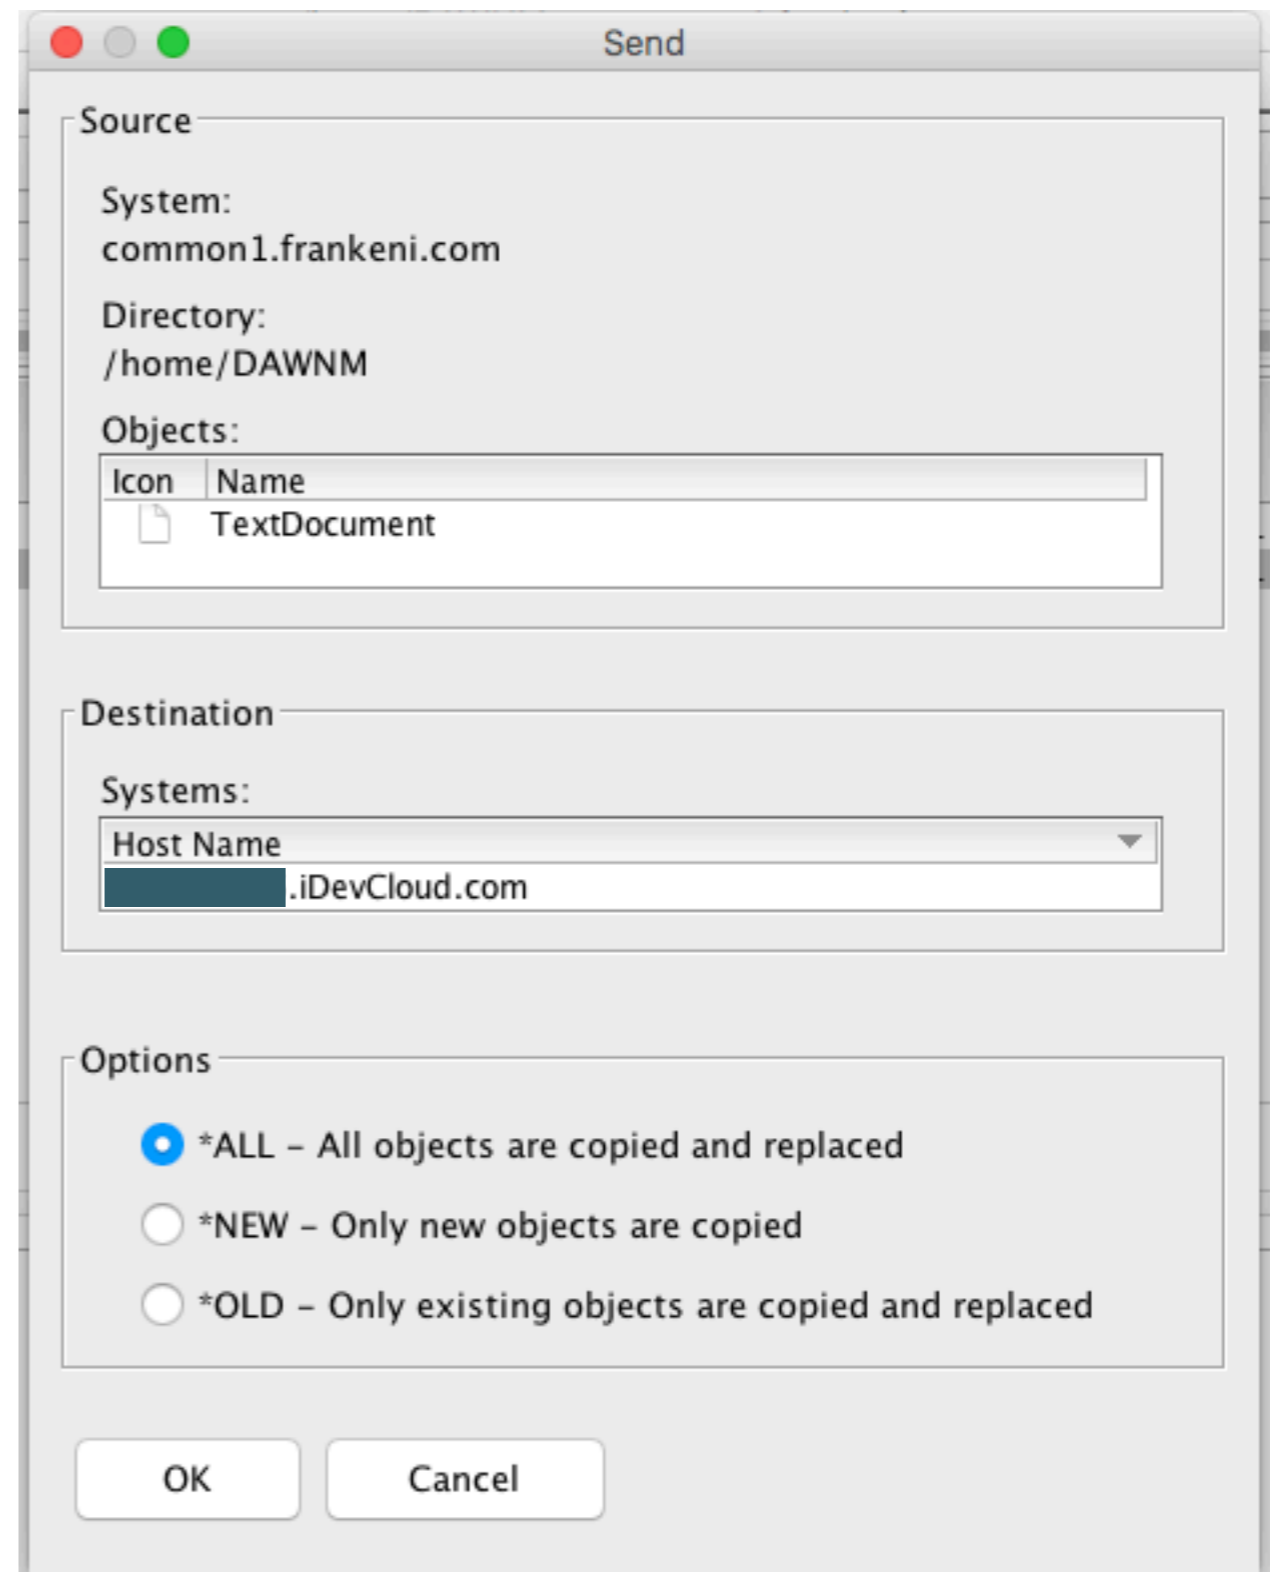 Send
Source
System:
common1.frankeni.com
Directory:
/home/DAWNM
Objects:
Icon Name
TextDocument
Destination
Systems:
Host Name
.iDevCloud.com
Options
*ALL – All objects are copied and replaced
*NEW – Only new objects are copied
*OLD – Only existing objects are copied and replaced
OK Cancel